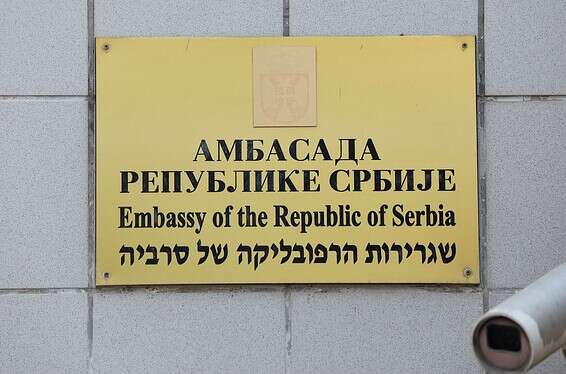 АМБАСАДА
РЕПУБЛИКЕ СРБИЈЕ
Embassy of the Republic of Serbia
שגרירות הרפובליקה של סרביה